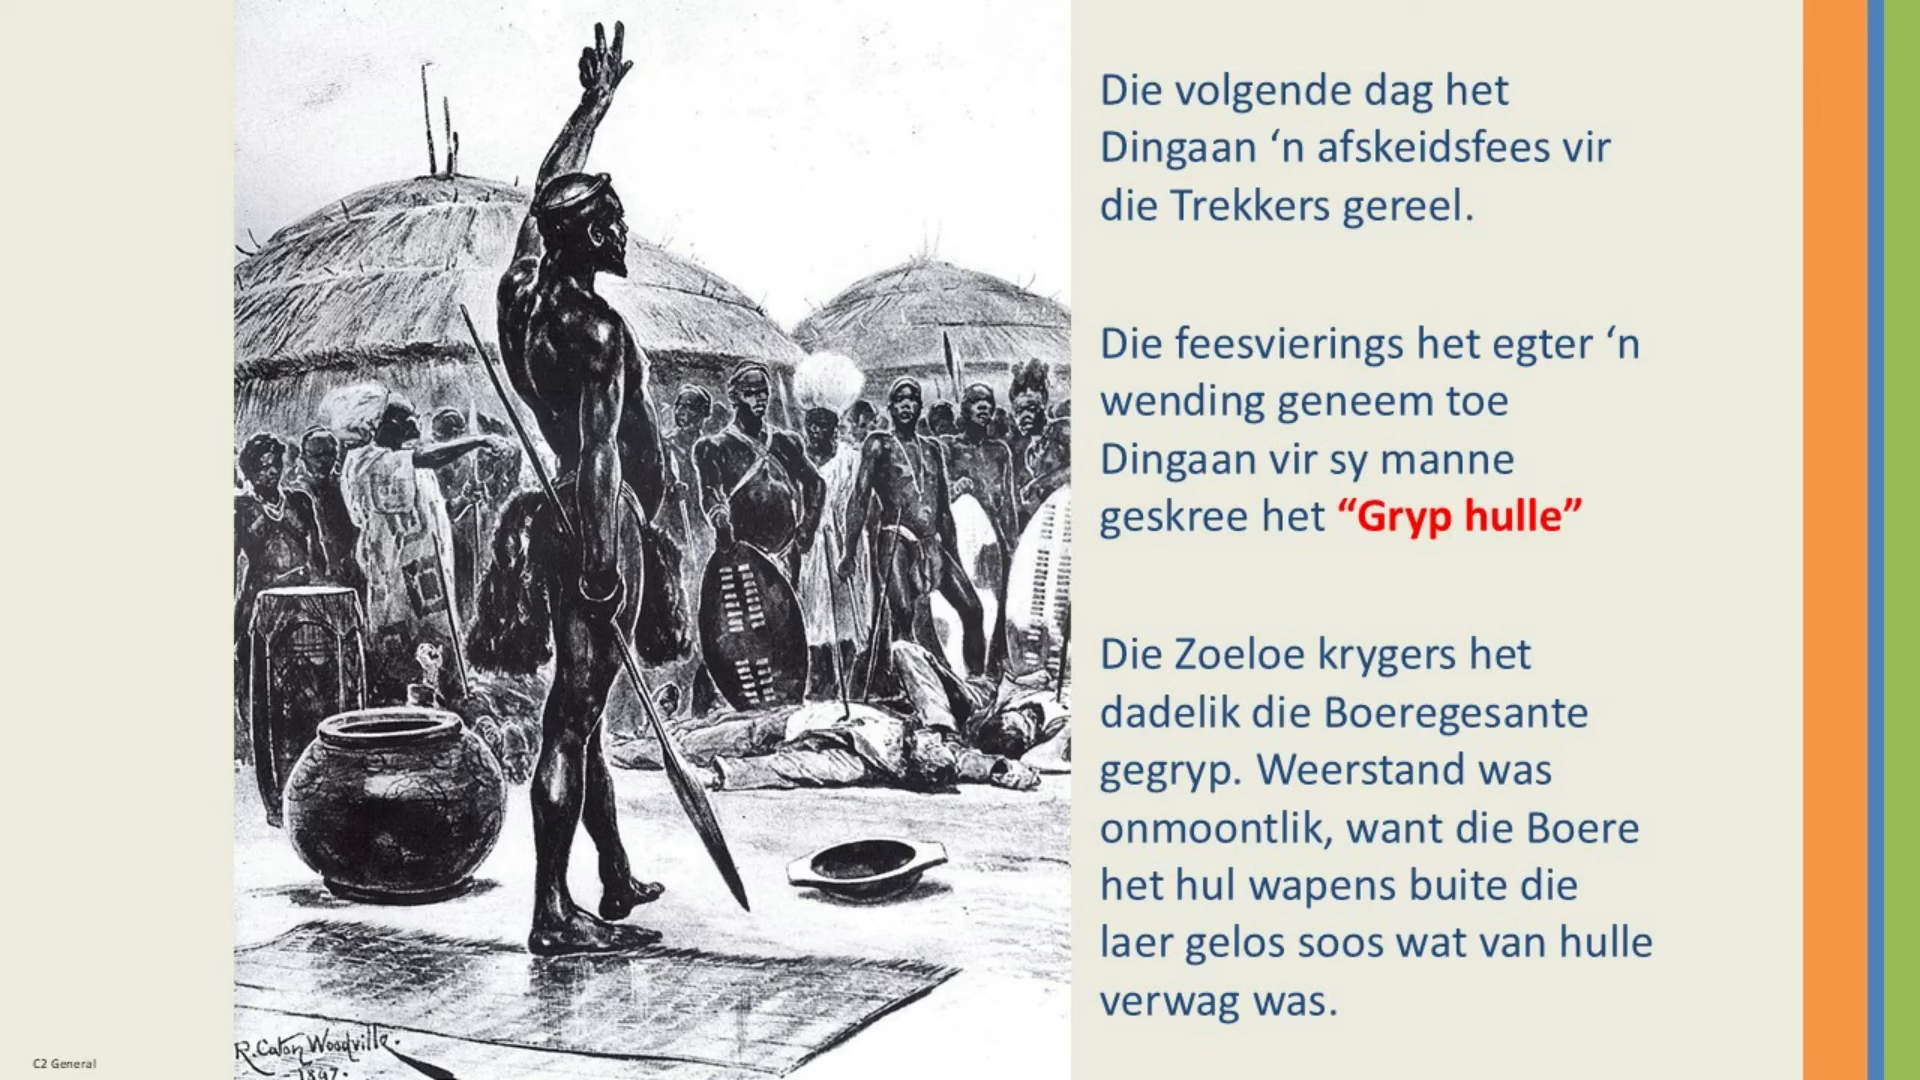 Die volgende dag het
Dingaan ‘n afskeidsfees vir
die Trekkers gereel.
Die feesvierings het egter ‘n
wending geneem toe
Dingaan vir sy manne
geskree het “Gryp hulle”
Die Zoeloe krygers het
dadelik die Boeregesante
gegryp. Weerstand was
onmoontlik, want die Boere
het hul wapens buite die
laer gelos soos wat van hulle
verwag was.
R. Caton Woodville.
1897.
C2 General